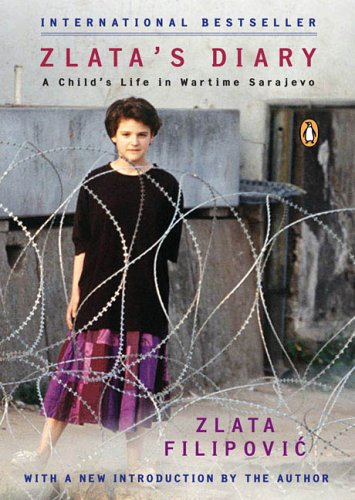 INTERNATIONAL BESTSELLER
ZLATA'S DIARY
A Child's Life in Wartime Sarajevo
ZLATA
FILIPOVIĆ
WITH A NEW INTRODUCTION BY THE AUTHOR